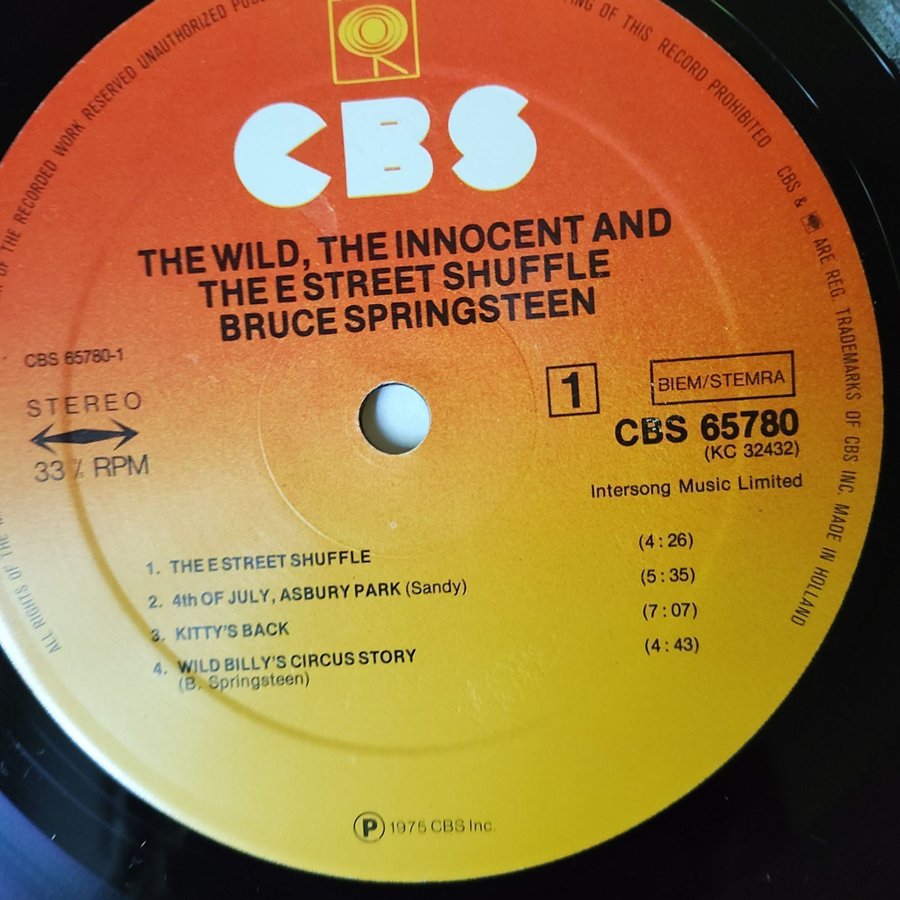 OF THE RECORDED WORK RESERVED UNAUTHORIZED
OF THIS RECORD PROHIBITED
CBS & ARE REG. TRADEMARKS OF CBS INC. MADE IN HOLLAND
CBS
THE WILD, THE INNOCENT AND
THE E STREET SHUFFLE
BRUCE SPRINGSTEEN
CBS 65780-1
STEREO
33⅓ RPM
1
BIEM/STEMRA
CBS 65780
(KC 32432)
Intersong Music Limited
1. THE E STREET SHUFFLE (4:26)
2. 4th OF JULY, ASBURY PARK (Sandy) (5:35)
3. KITTY'S BACK (7:07)
4. WILD BILLY'S CIRCUS STORY (4:43)
(B. Springsteen)
ALL RIGHTS OF THE
Ⓟ 1975 CBS Inc.